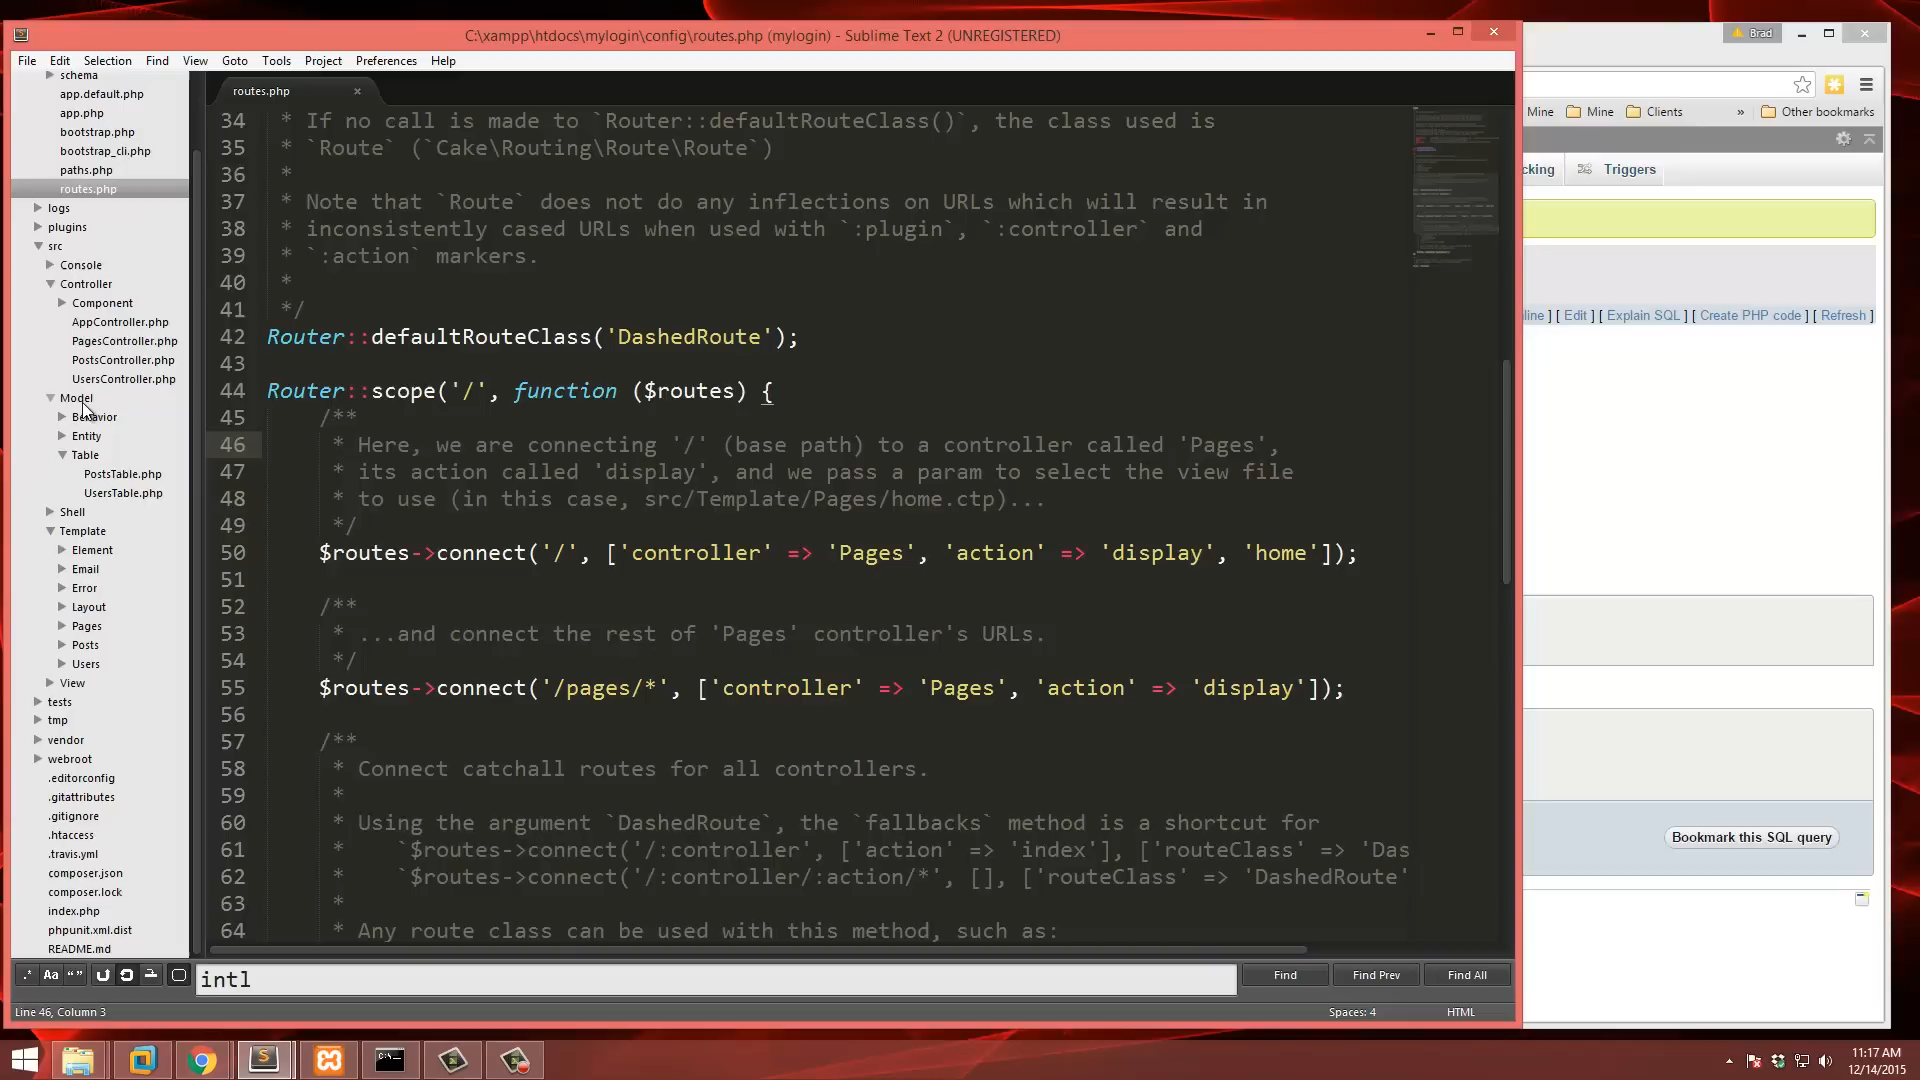 C:\xampp\htdocs\mylogin\config\routes.php (mylogin) - Sublime Text 2 (UNREGISTERED)
Brad
File Edit Selection Find View Goto Tools Project Preferences Help
routes.php ×
schema
app.default.php
app.php
bootstrap.php
bootstrap_cli.php
paths.php
routes.php
logs
plugins
src
Console
Controller
Component
AppController.php
PagesController.php
PostsController.php
UsersController.php
Model
Behavior
Entity
Table
PostsTable.php
UsersTable.php
Shell
Template
Element
Email
Error
Layout
Pages
Posts
Users
View
tests
tmp
vendor
webroot
.editorconfig
.gitattributes
.gitignore
.htaccess
.travis.yml
composer.json
composer.lock
index.php
phpunit.xml.dist
README.md
34 * If no call is made to `Router::defaultRouteClass()`, the class used is
35 * `Route` (`Cake\Routing\Route\Route`)
36 *
37 * Note that `Route` does not do any inflections on URLs which will result in
38 * inconsistently cased URLs when used with `:plugin`, `:controller` and
39 * `:action` markers.
40 *
41 */
42 Router::defaultRouteClass('DashedRoute');
43
44 Router::scope('/', function ($routes) {
45 /**
46 * Here, we are connecting '/' (base path) to a controller called 'Pages',
47 * its action called 'display', and we pass a param to select the view file
48 * to use (in this case, src/Template/Pages/home.ctp)...
49 */
50 $routes->connect('/', ['controller' => 'Pages', 'action' => 'display', 'home']);
51
52 /**
53 * ...and connect the rest of 'Pages' controller's URLs.
54 */
55 $routes->connect('/pages/*', ['controller' => 'Pages', 'action' => 'display']);
56
57 /**
58 * Connect catchall routes for all controllers.
59 *
60 * Using the argument `DashedRoute`, the `fallbacks` method is a shortcut for
61 * `$routes->connect('/:controller', ['action' => 'index'], ['routeClass' => 'Das
62 * `$routes->connect('/:controller/:action/*', [], ['routeClass' => 'DashedRoute'
63 *
64 * Any route class can be used with this method, such as:
.* Aa “” intl Find Find Prev Find All
Line 46, Column 3 Spaces: 4 HTML
Mine Mine Clients » Other bookmarks
cking Triggers
line ] [ Edit ] [ Explain SQL ] [ Create PHP code ] [ Refresh ]
Bookmark this SQL query
11:17 AM
12/14/2015